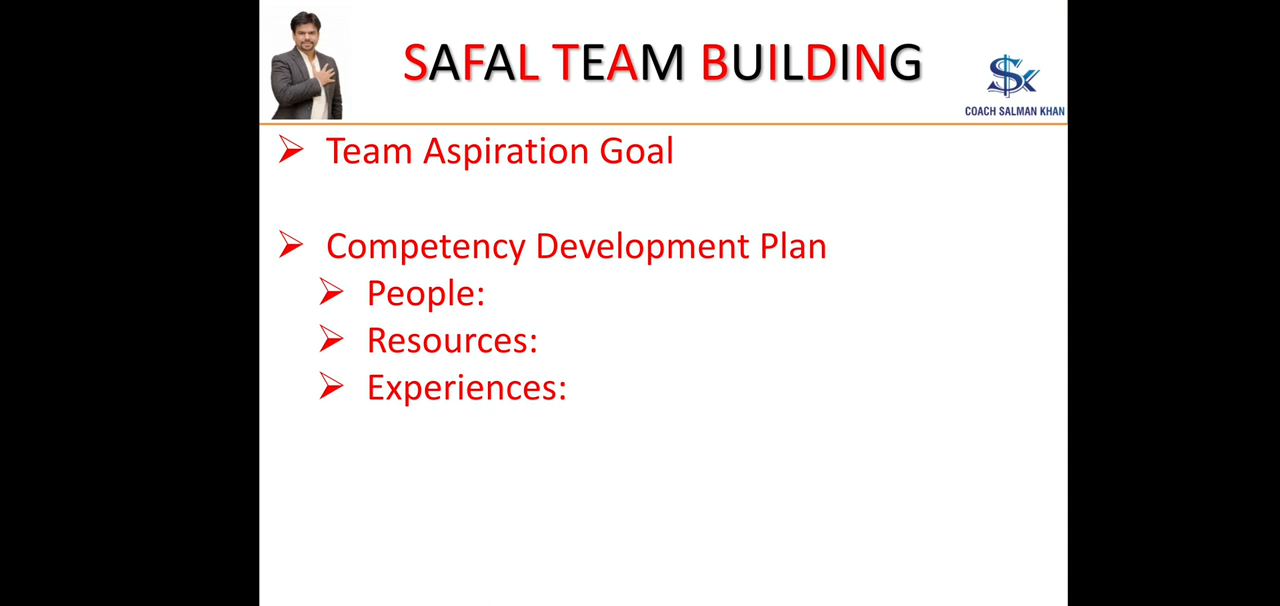 SAFAL TEAM BUILDING
COACH SALMAN KHAN
Team Aspiration Goal
Competency Development Plan
People:
Resources:
Experiences: